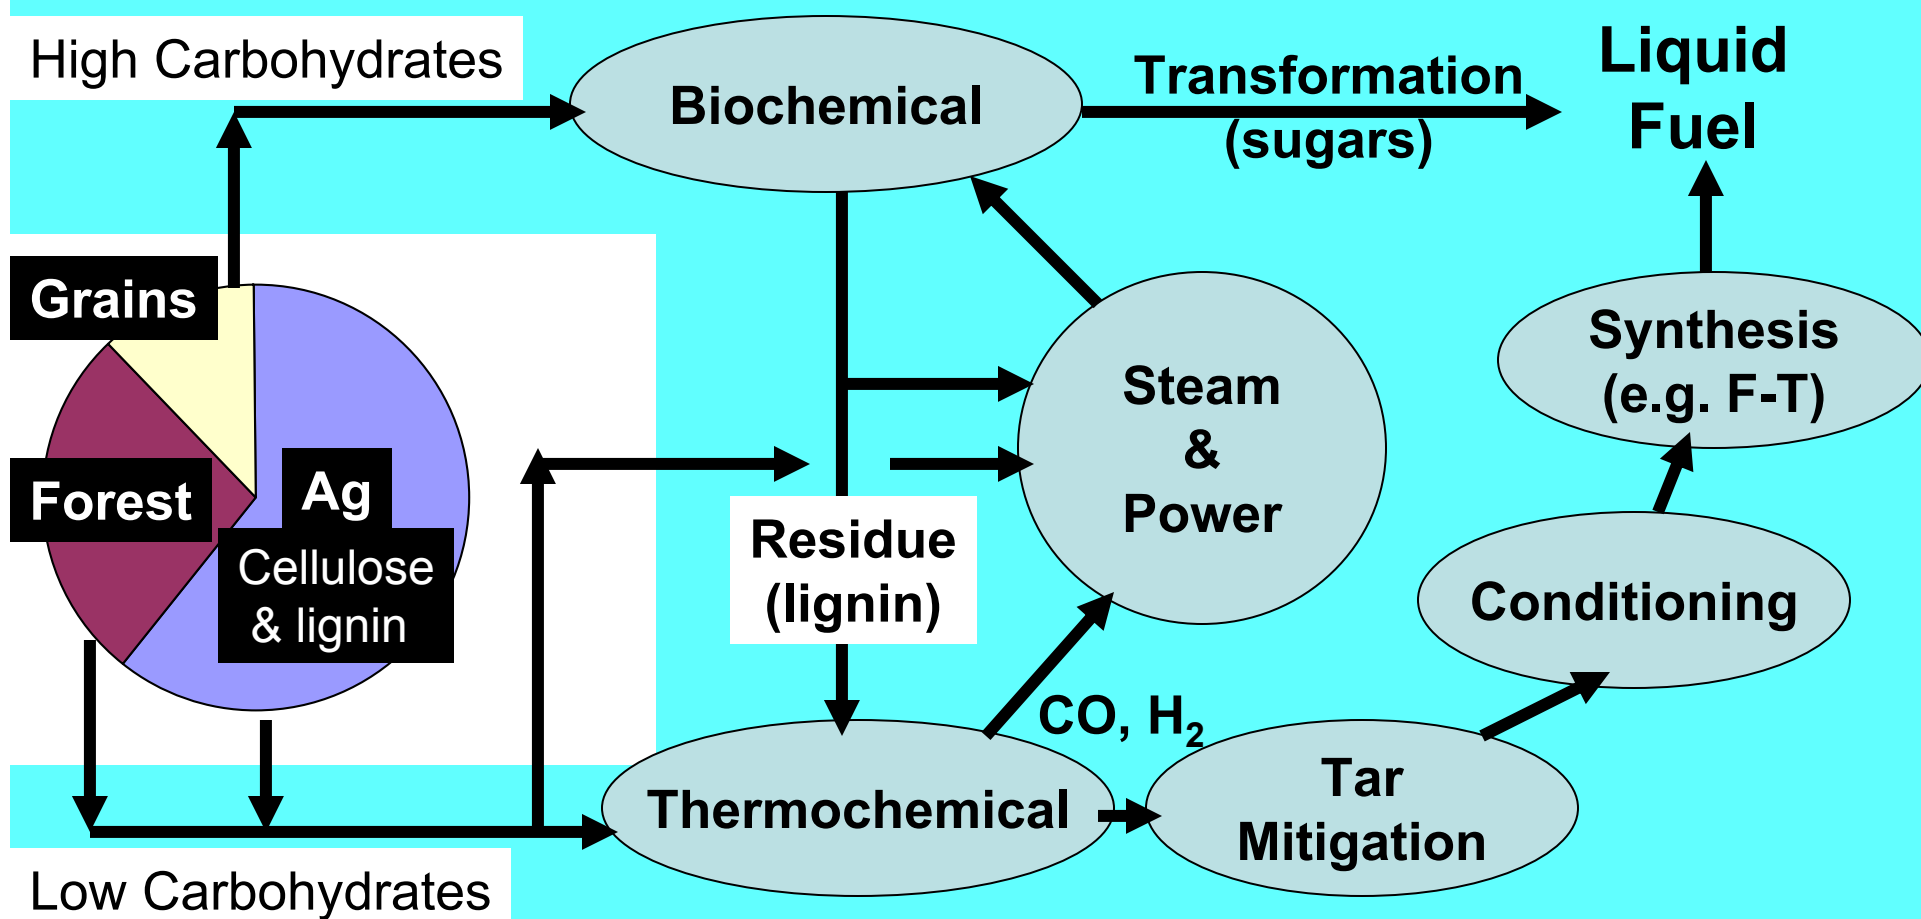 High Carbohydrates
Biochemical
Transformation
(sugars)
Liquid
Fuel
Grains
Forest
Ag
Cellulose
& lignin
Residue
(lignin)
Steam
&
Power
Synthesis
(e.g. F-T)
Conditioning
CO, H₂
Thermochemical
Tar
Mitigation
Low Carbohydrates